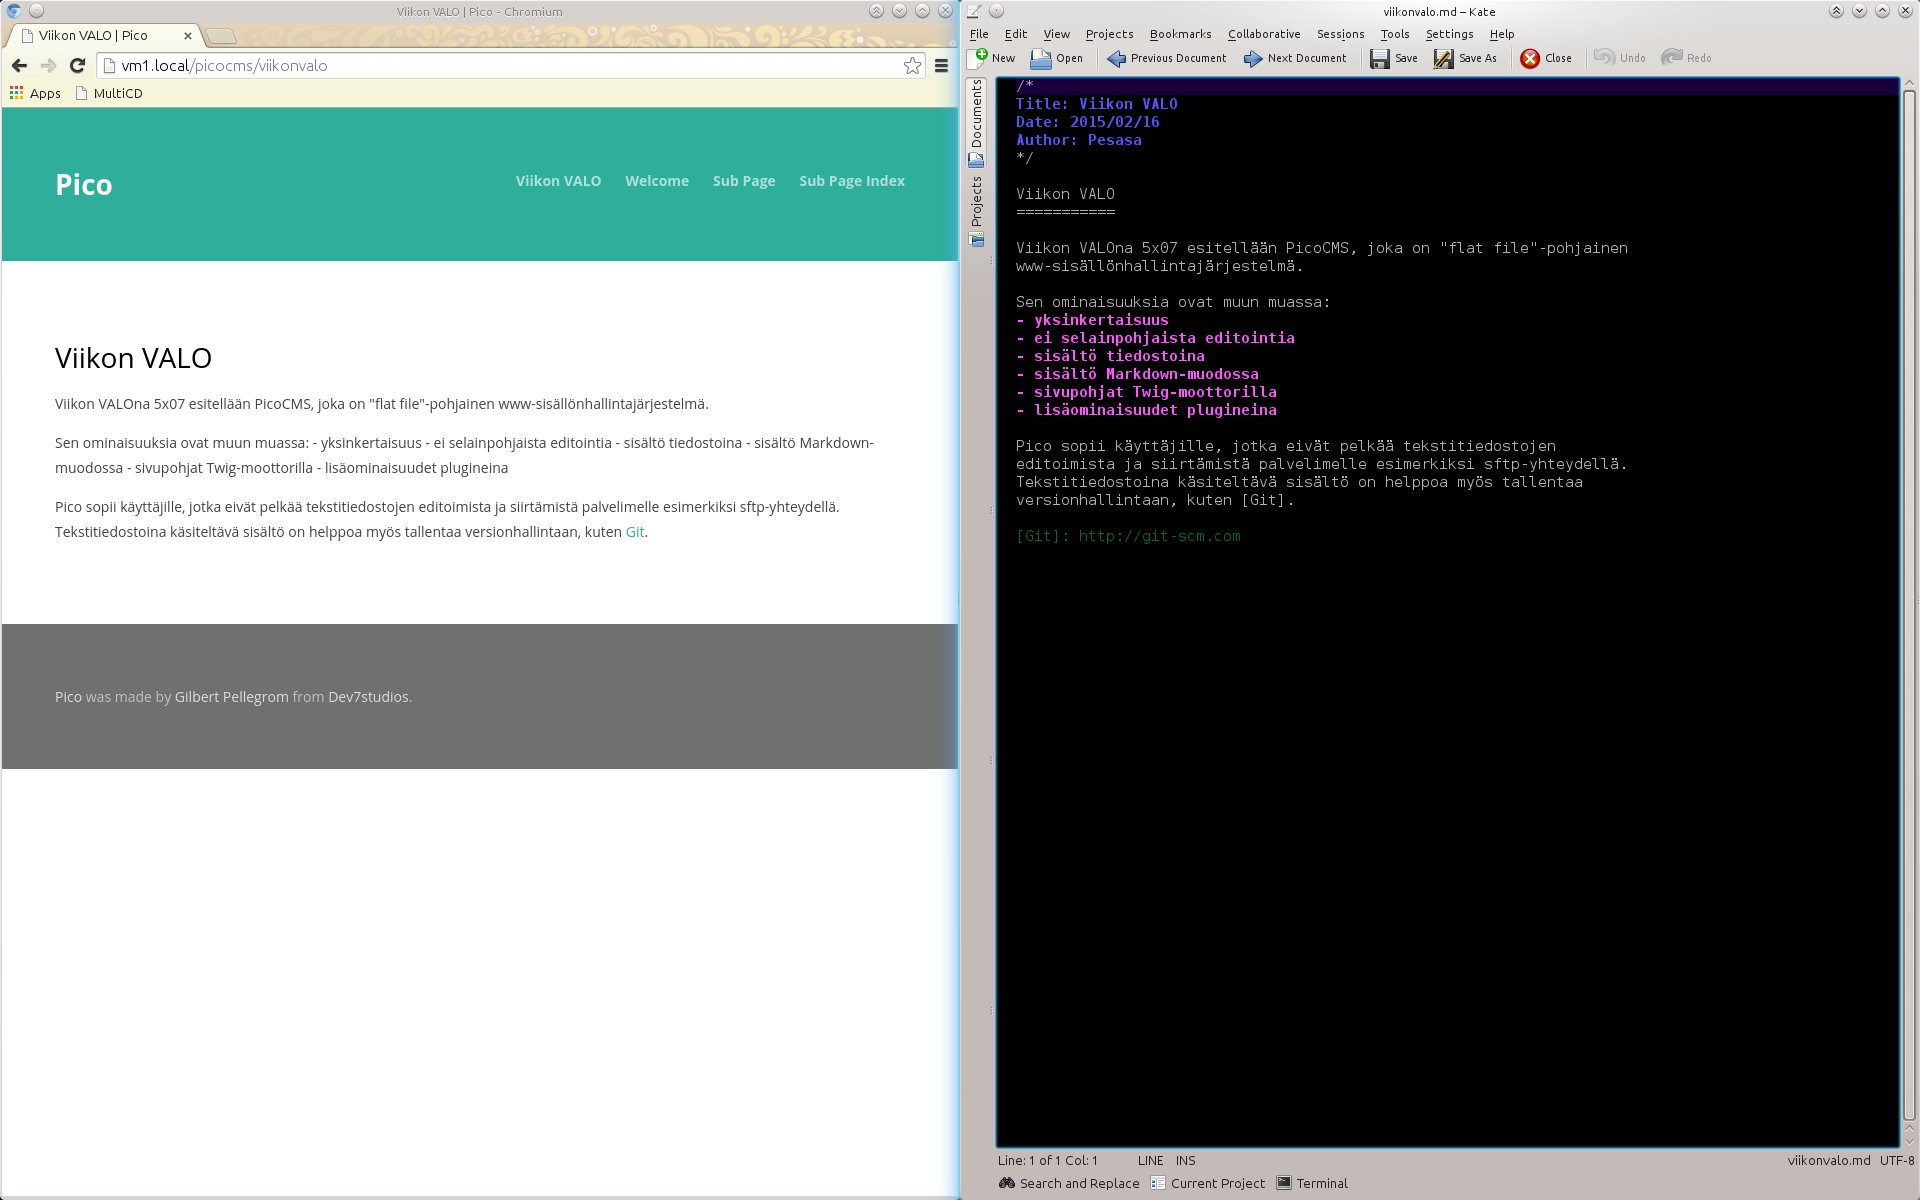 Viikon VALO | Pico - Chromium
Viikon VALO | Pico
vm1.local/picocms/viikonvalo
Apps MultiCD
Pico
Viikon VALO Welcome Sub Page Sub Page Index
Viikon VALO
Viikon VALOna 5x07 esitellään PicoCMS, joka on "flat file"-pohjainen www-sisällönhallintajärjestelmä.
Sen ominaisuuksia ovat muun muassa: - yksinkertaisuus - ei selainpohjaista editointia - sisältö tiedostoina - sisältö Markdown-
muodossa - sivupohjat Twig-moottorilla - lisäominaisuudet plugineina
Pico sopii käyttäjille, jotka eivät pelkää tekstitiedostojen editoimista ja siirtämistä palvelimelle esimerkiksi sftp-yhteydellä.
Tekstitiedostoina käsiteltävä sisältö on helppoa myös tallentaa versionhallintaan, kuten Git.
Pico was made by Gilbert Pellegrom from Dev7studios.
viikonvalo.md – Kate
File Edit View Projects Bookmarks Collaborative Sessions Tools Settings Help
New Open Previous Document Next Document Save Save As Close Undo Redo
Documents
Projects
/*
Title: Viikon VALO
Date: 2015/02/16
Author: Pesasa
*/
Viikon VALO
===========
Viikon VALOna 5x07 esitellään PicoCMS, joka on "flat file"-pohjainen
www-sisällönhallintajärjestelmä.
Sen ominaisuuksia ovat muun muassa:
- yksinkertaisuus
- ei selainpohjaista editointia
- sisältö tiedostoina
- sisältö Markdown-muodossa
- sivupohjat Twig-moottorilla
- lisäominaisuudet plugineina
Pico sopii käyttäjille, jotka eivät pelkää tekstitiedostojen
editoimista ja siirtämistä palvelimelle esimerkiksi sftp-yhteydellä.
Tekstitiedostoina käsiteltävä sisältö on helppoa myös tallentaa
versionhallintaan, kuten [Git].
[Git]: http://git-scm.com
Line: 1 of 1 Col: 1 LINE INS viikonvalo.md UTF-8
Search and Replace Current Project Terminal